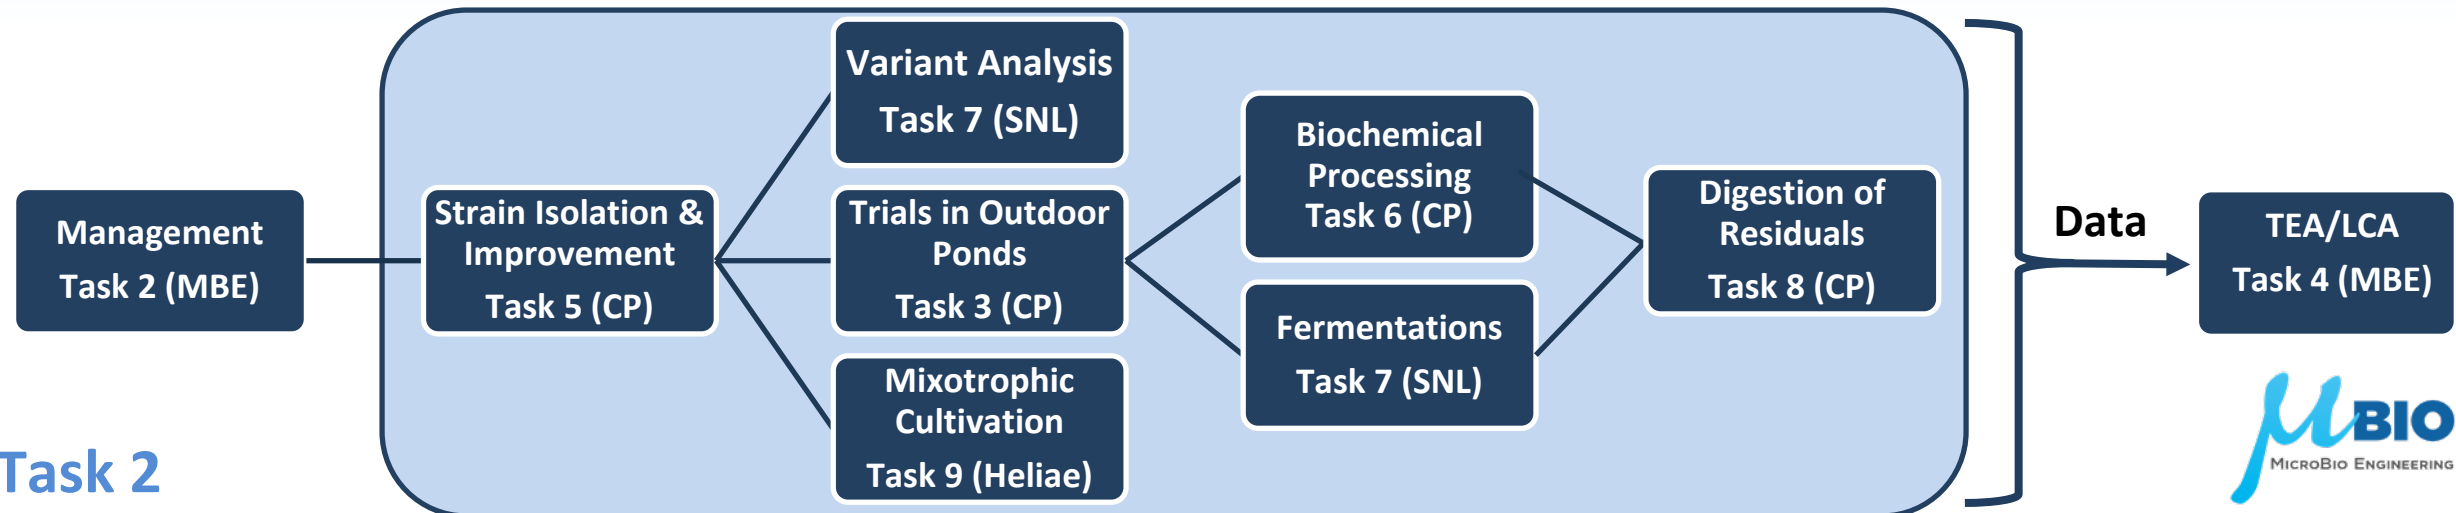 Management
Task 2 (MBE)
Strain Isolation &
Improvement
Task 5 (CP)
Variant Analysis
Task 7 (SNL)
Trials in Outdoor
Ponds
Task 3 (CP)
Mixotrophic
Cultivation
Task 9 (Heliae)
Biochemical
Processing
Task 6 (CP)
Fermentations
Task 7 (SNL)
Digestion of
Residuals
Task 8 (CP)
Data
TEA/LCA
Task 4 (MBE)
Task 2
μBIO
MICROBIO ENGINEERING